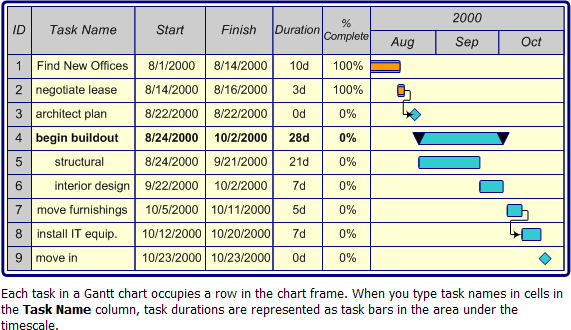 ID Task Name Start Finish Duration % Complete 2000
Aug Sep Oct
1 Find New Offices 8/1/2000 8/14/2000 10d 100%
2 negotiate lease 8/14/2000 8/16/2000 3d 100%
3 architect plan 8/22/2000 8/22/2000 0d 0%
4 begin buildout 8/24/2000 10/2/2000 28d 0%
5 structural 8/24/2000 9/21/2000 21d 0%
6 interior design 9/22/2000 10/2/2000 7d 0%
7 move furnishings 10/5/2000 10/11/2000 5d 0%
8 install IT equip. 10/12/2000 10/20/2000 7d 0%
9 move in 10/23/2000 10/23/2000 0d 0%
Each task in a Gantt chart occupies a row in the chart frame. When you type task names in cells in
the Task Name column, task durations are represented as task bars in the area under the
timescale.